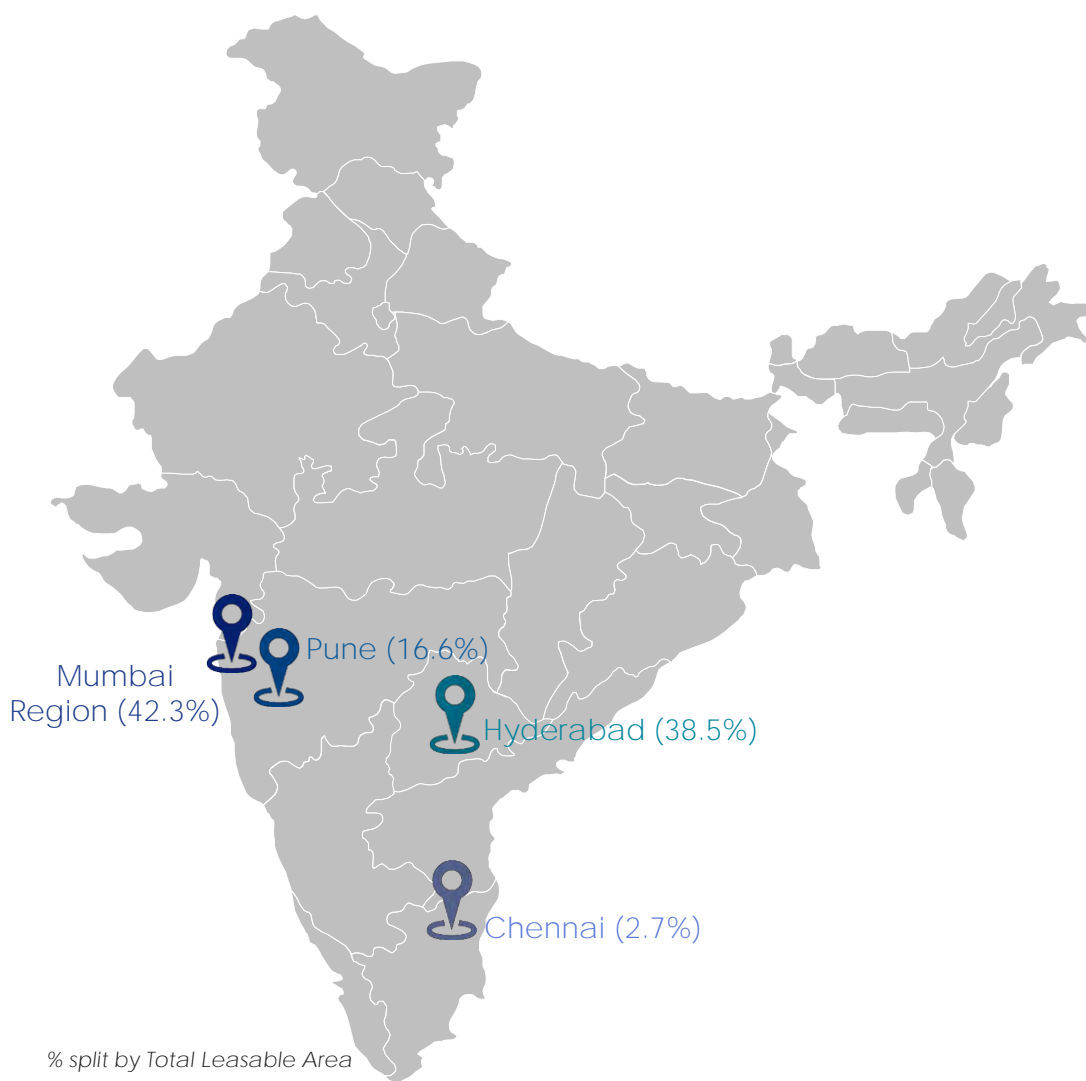 Pune (16.6%)
Mumbai
Region (42.3%)
Hyderabad (38.5%)
Chennai (2.7%)
% split by Total Leasable Area